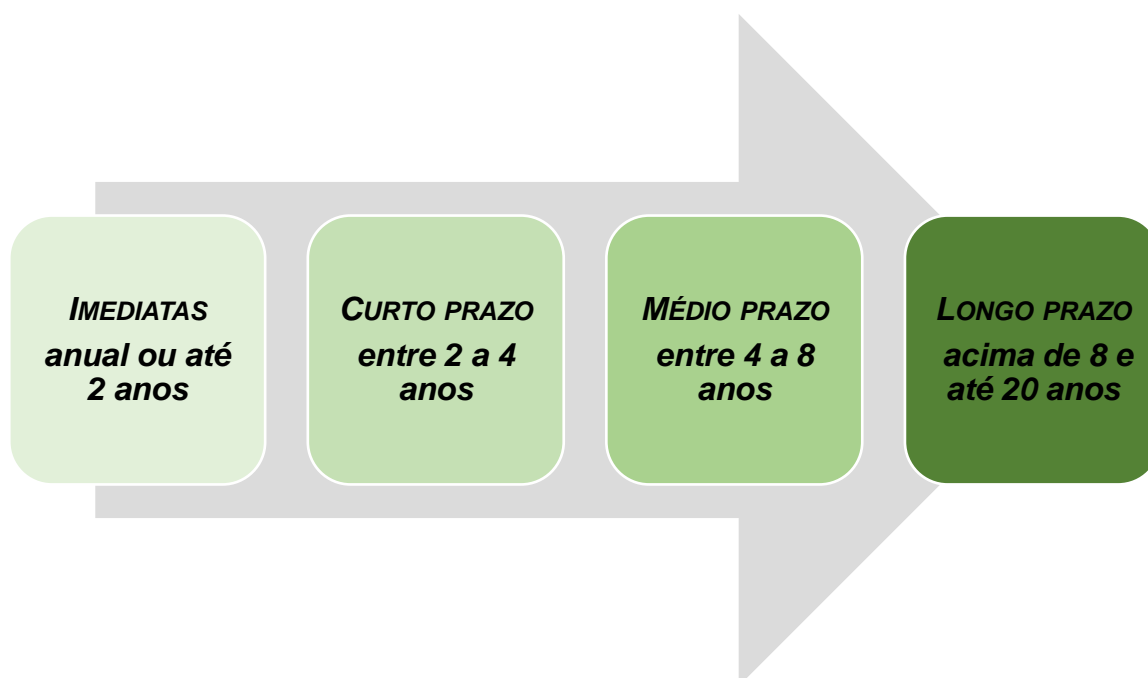 IMEDIATAS
anual ou até
2 anos
CURTO PRAZO
entre 2 a 4
anos
MÉDIO PRAZO
entre 4 a 8
anos
LONGO PRAZO
acima de 8 e
até 20 anos